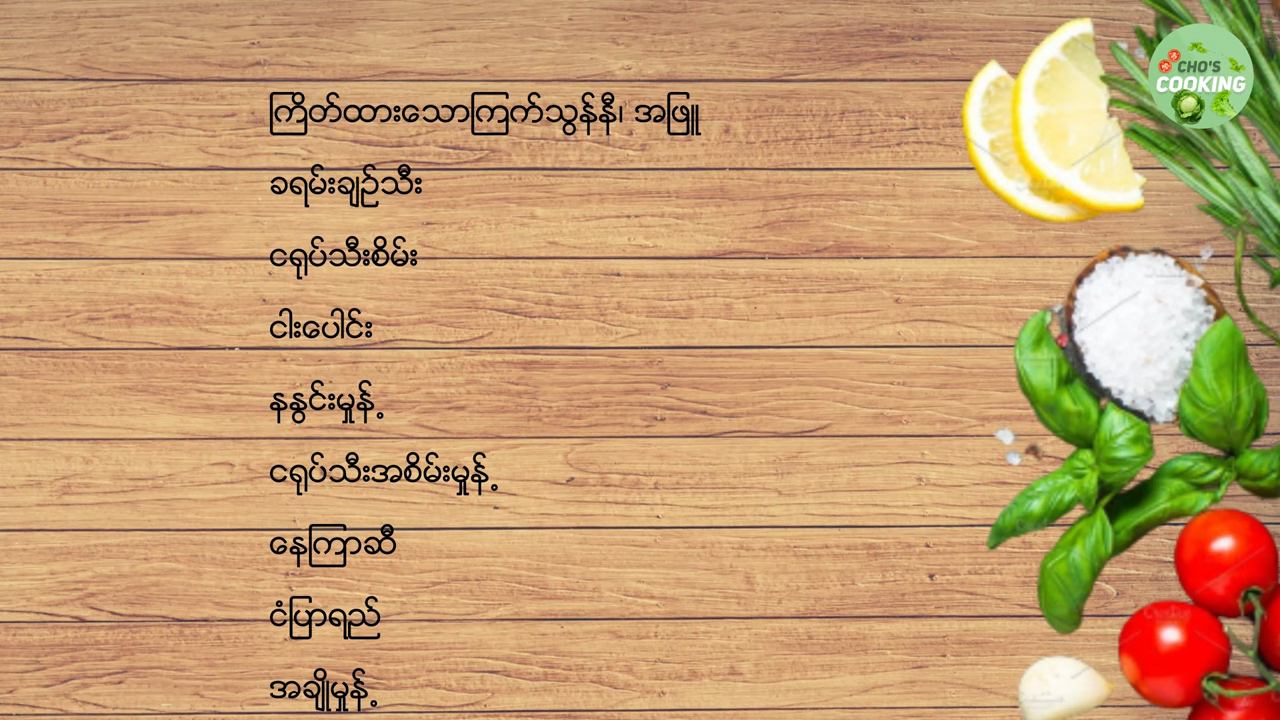 ကြိတ်ထားသောကြက်သွန်နီ၊ အဖြူ
ခရမ်းချဉ်သီး
ငရုပ်သီးစိမ်း
ငါးပေါင်း
နနွင်းမှုန့်
ငရုပ်သီးအစိမ်းမှုန့်
နေကြာဆီ
ငံပြာရည်
အချိုမှုန့်
CHO'S
COOKING